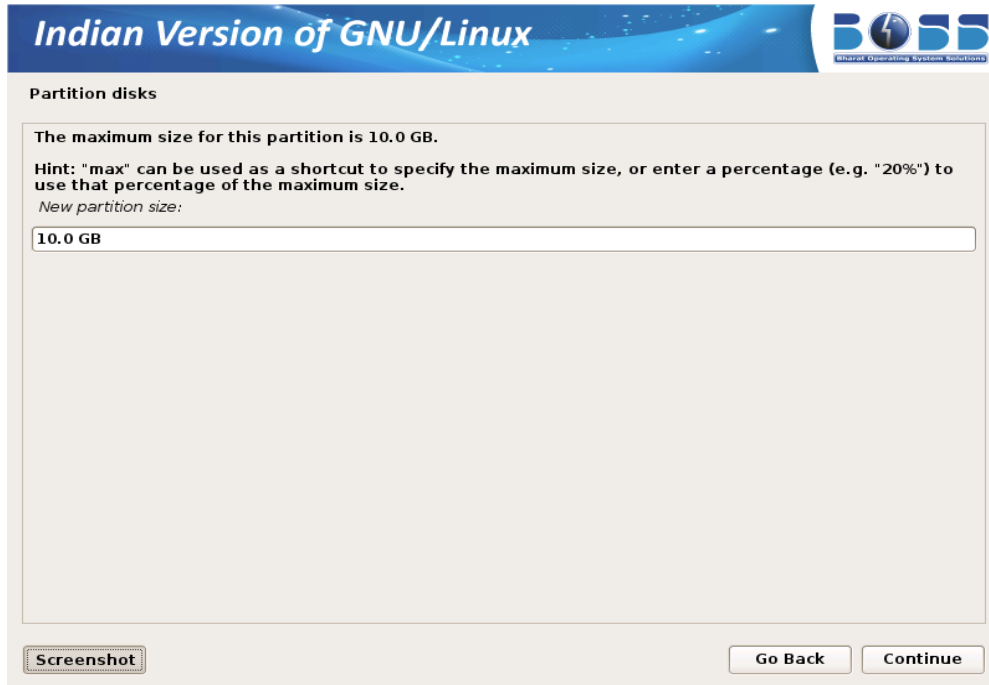 Indian Version of GNU/Linux
BOSS
Bharat Operating System Solutions
Partition disks
The maximum size for this partition is 10.0 GB.
Hint: "max" can be used as a shortcut to specify the maximum size, or enter a percentage (e.g. "20%") to
use that percentage of the maximum size.
New partition size:
10.0 GB
Screenshot
Go Back
Continue